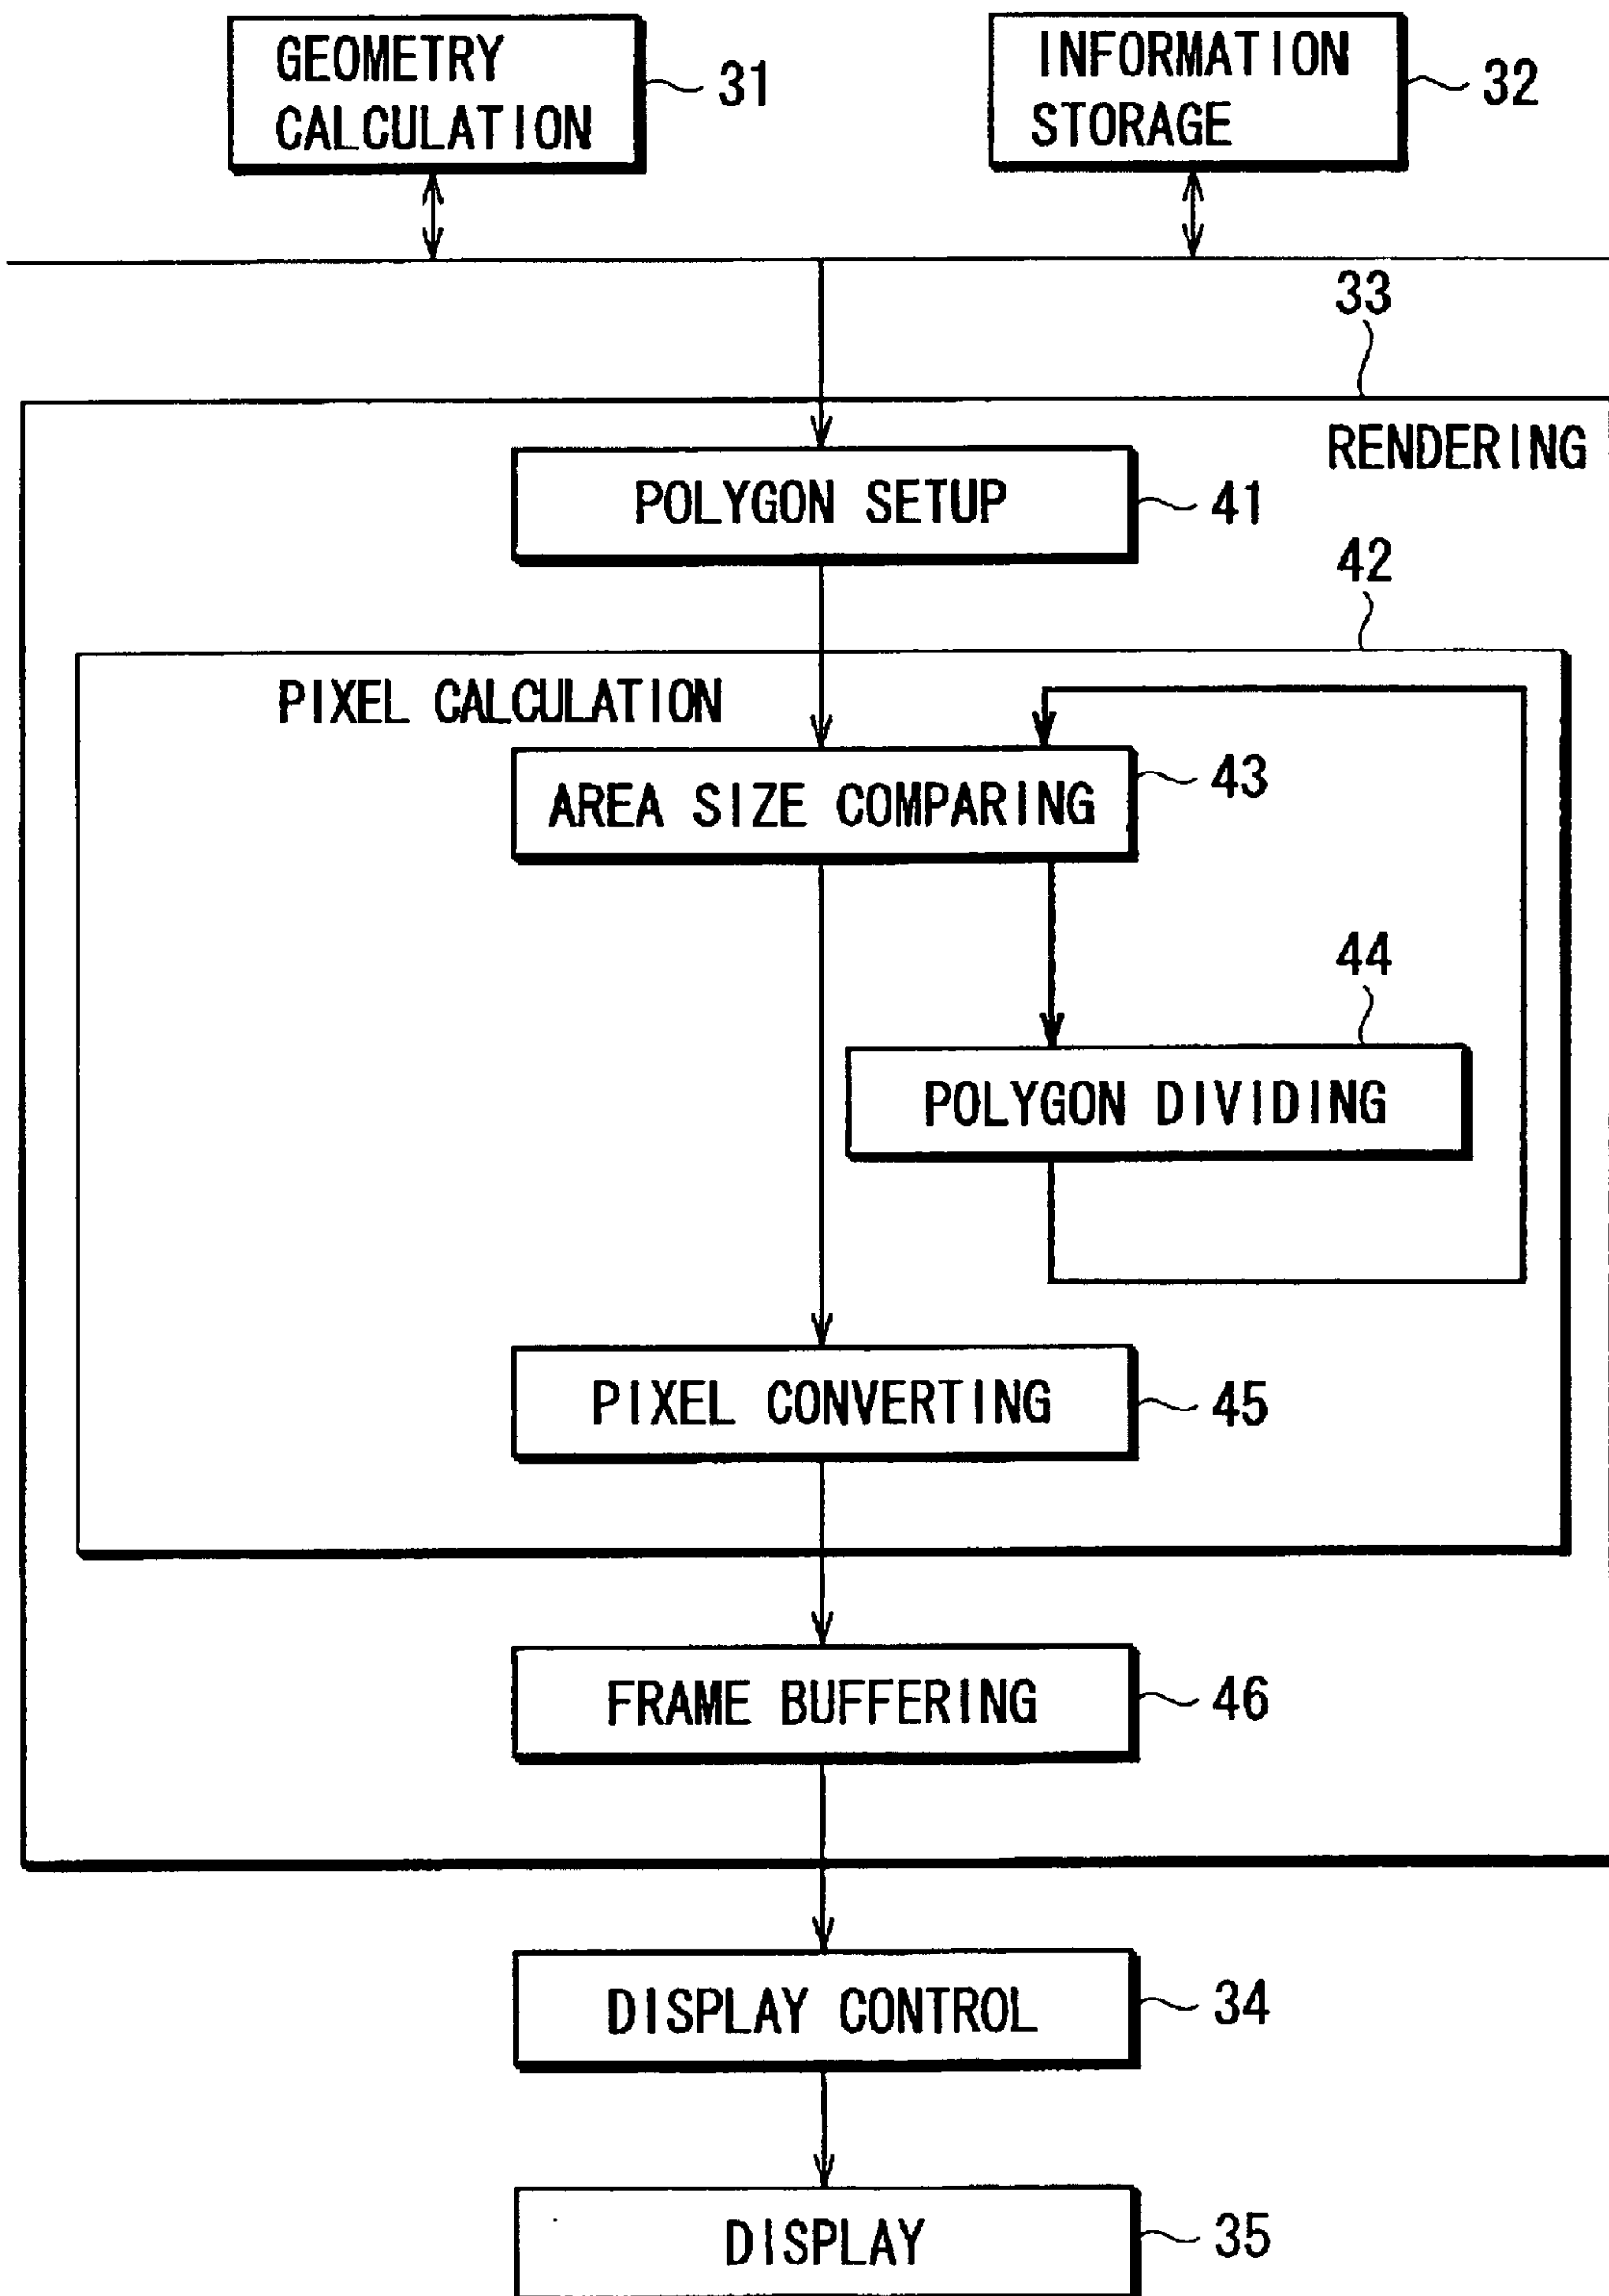 GEOMETRY
CALCULATION
31
INFORMATION
STORAGE
32
33
RENDERING
POLYGON SETUP
41
42
PIXEL CALCULATION
AREA SIZE COMPARING
43
44
POLYGON DIVIDING
PIXEL CONVERTING
45
FRAME BUFFERING
46
DISPLAY CONTROL
34
DISPLAY
35